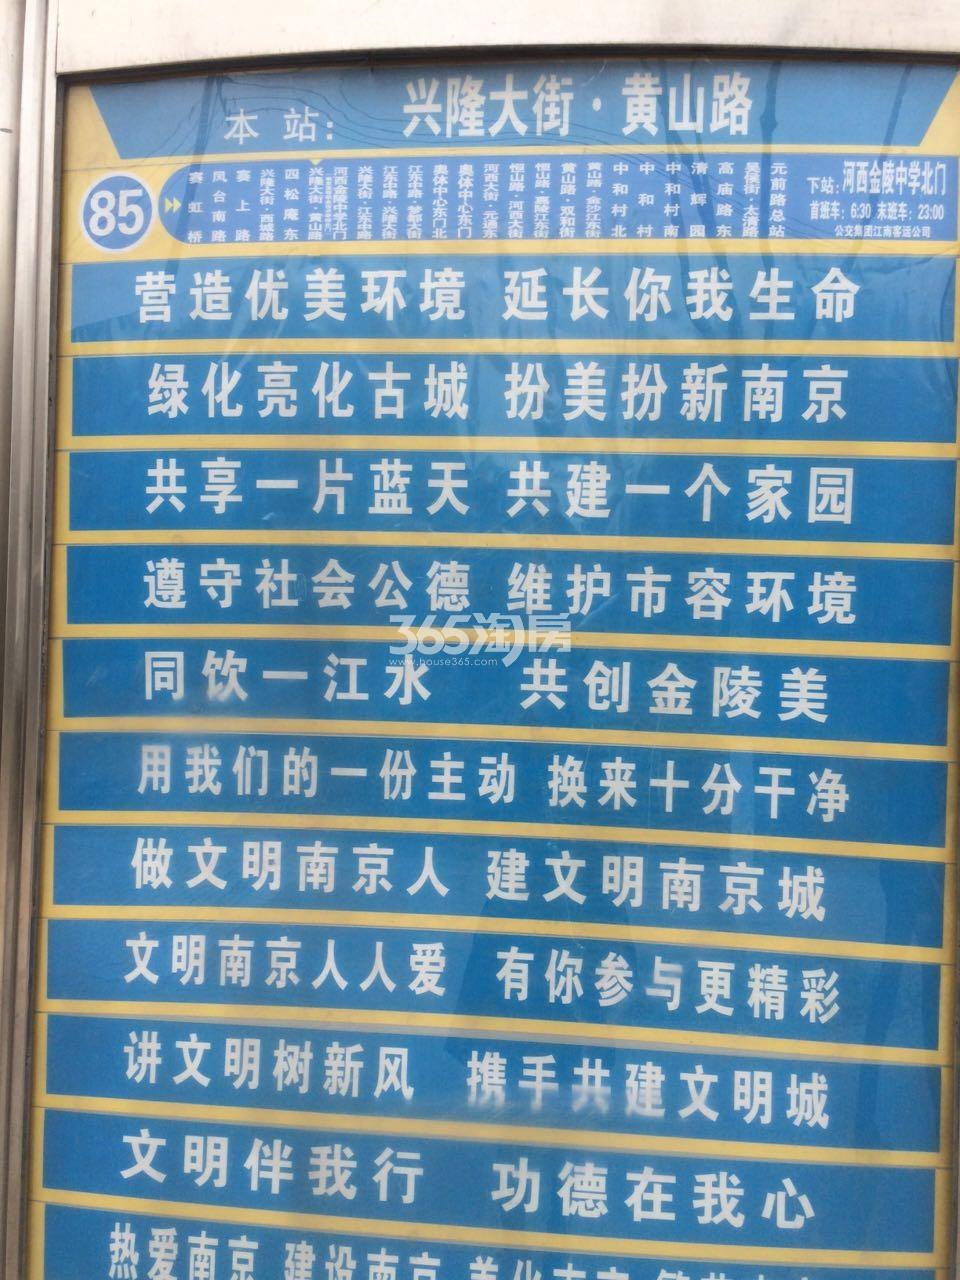 本站: 兴隆大街·黄山路
85
赛虹桥
凤台南路
赛上路
兴隆大街·西城路
四松庵东
兴隆大街·黄山路
河西金陵中学北门
兴隆大街·江东中路
江东中路·兴隆大街
江东中路·梦都大街
奥体中心东门北
奥体中心东门
河西大街·元通东
恒山路·河西大街
恒山路·嘉陵江东街
黄山路·双和街
黄山路·金沙江东街
中和村北
中和村
中和村南
清辉园
高庙路东
吴侯街·太清路
元前路总站
下站: 河西金陵中学北门
首班车: 6:30 末班车: 23:00
公交集团江南客运公司
营造优美环境 延长你我生命
绿化亮化古城 扮美扮新南京
共享一片蓝天 共建一个家园
遵守社会公德 维护市容环境
365淘房
www.house365.com
同饮一江水 共创金陵美
用我们的一份主动 换来十分干净
做文明南京人 建文明南京城
文明南京人人爱 有你参与更精彩
讲文明树新风 携手共建文明城
文明伴我行 功德在我心
热爱南京 建设南京 美化南京